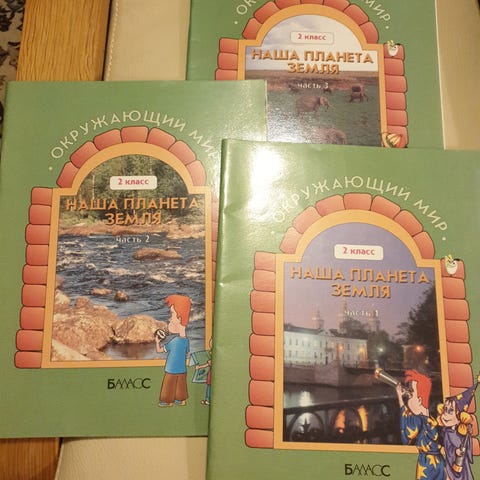 ОКРУЖАЮЩИЙ МИР
2 класс
НАША ПЛАНЕТА
ЗЕМЛЯ
часть 3
ОКРУЖАЮЩИЙ МИР
2 класс
НАША ПЛАНЕТА
ЗЕМЛЯ
часть 2
БАЛАСС
ОКРУЖАЮЩИЙ МИР
2 класс
НАША ПЛАНЕТА
ЗЕМЛЯ
часть 1
БАЛАСС